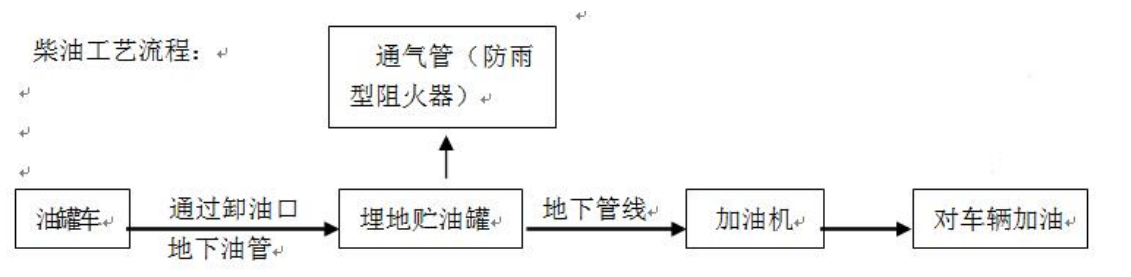 柴油工艺流程：
通气管（防雨
型阻火器）
油罐车
通过卸油口
地下油管
埋地贮油罐
地下管线
加油机
对车辆加油